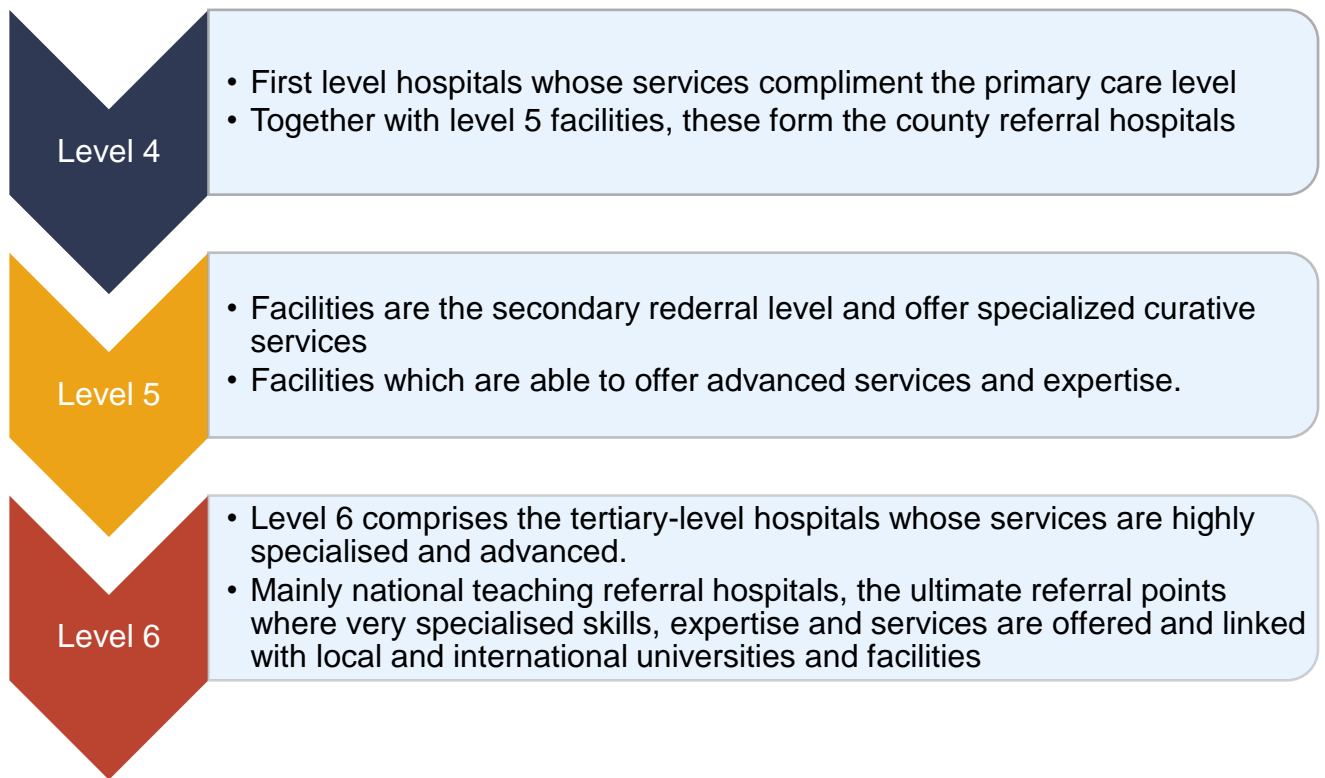 Level 4
• First level hospitals whose services compliment the primary care level
• Together with level 5 facilities, these form the county referral hospitals
Level 5
• Facilities are the secondary rederral level and offer specialized curative
services
• Facilities which are able to offer advanced services and expertise.
Level 6
• Level 6 comprises the tertiary-level hospitals whose services are highly
specialised and advanced.
• Mainly national teaching referral hospitals, the ultimate referral points
where very specialised skills, expertise and services are offered and linked
with local and international universities and facilities